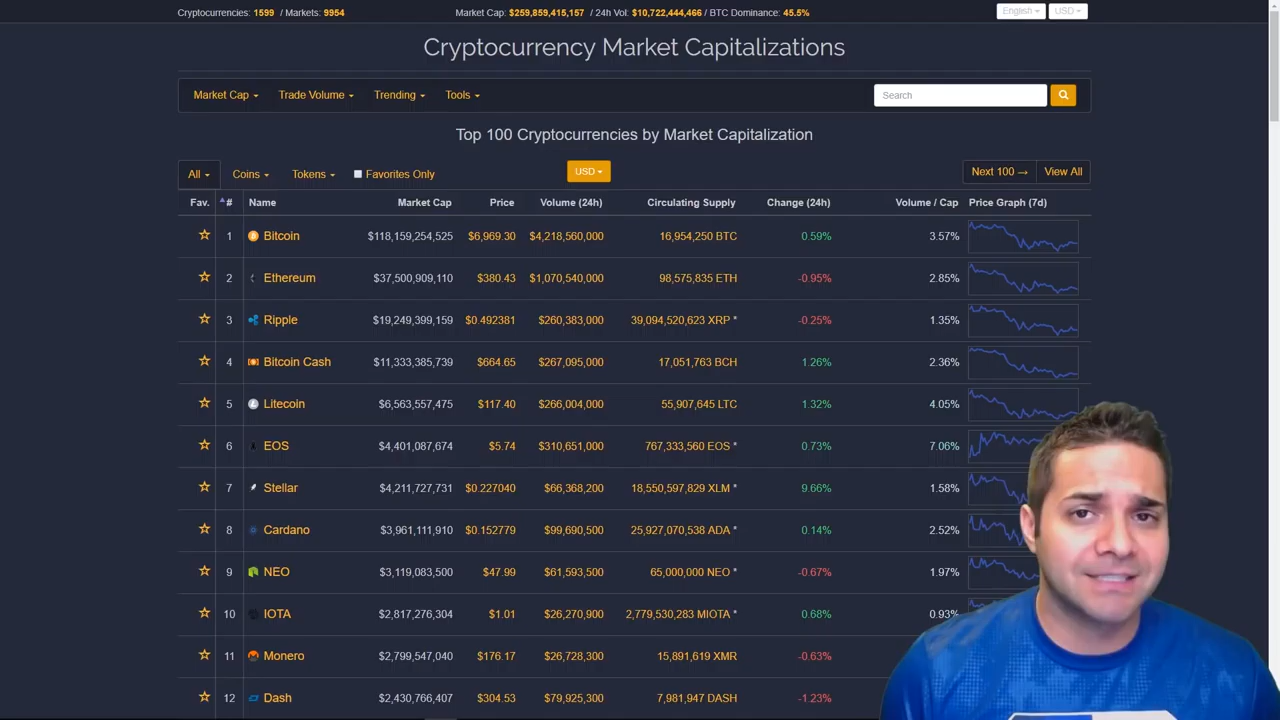 Cryptocurrencies: 1599 / Markets: 9954 Market Cap: $259,859,415,157 / 24h Vol: $10,722,444,466 / BTC Dominance: 45.5% English USD
Cryptocurrency Market Capitalizations
Market Cap Trade Volume Trending Tools Search
Top 100 Cryptocurrencies by Market Capitalization
All Coins Tokens Favorites Only USD Next 100 → View All
Fav. # Name Market Cap Price Volume (24h) Circulating Supply Change (24h) Volume / Cap Price Graph (7d)
1 Bitcoin $118,159,254,525 $6,969.30 $4,218,560,000 16,954,250 BTC 0.59% 3.57%
2 Ethereum $37,500,909,110 $380.43 $1,070,540,000 98,575,835 ETH -0.95% 2.85%
3 Ripple $19,249,399,159 $0.492381 $260,383,000 39,094,520,623 XRP * -0.25% 1.35%
4 Bitcoin Cash $11,333,385,739 $664.65 $267,095,000 17,051,763 BCH 1.26% 2.36%
5 Litecoin $6,563,557,475 $117.40 $266,004,000 55,907,645 LTC 1.32% 4.05%
6 EOS $4,401,087,674 $5.74 $310,651,000 767,333,560 EOS * 0.73% 7.06%
7 Stellar $4,211,727,731 $0.227040 $66,368,200 18,550,597,829 XLM * 9.66% 1.58%
8 Cardano $3,961,111,910 $0.152779 $99,690,500 25,927,070,538 ADA * 0.14% 2.52%
9 NEO $3,119,089,300 $47.99 $61,593,500 65,000,000 NEO * -0.67% 1.97%
10 IOTA $2,817,276,304 $1.01 $26,270,900 2,779,530,283 MIOTA * 0.68% 0.93%
11 Monero $2,799,547,040 $176.17 $26,728,300 15,891,619 XMR -0.63%
12 Dash $2,430,766,407 $304.53 $79,925,300 7,981,947 DASH -1.23%